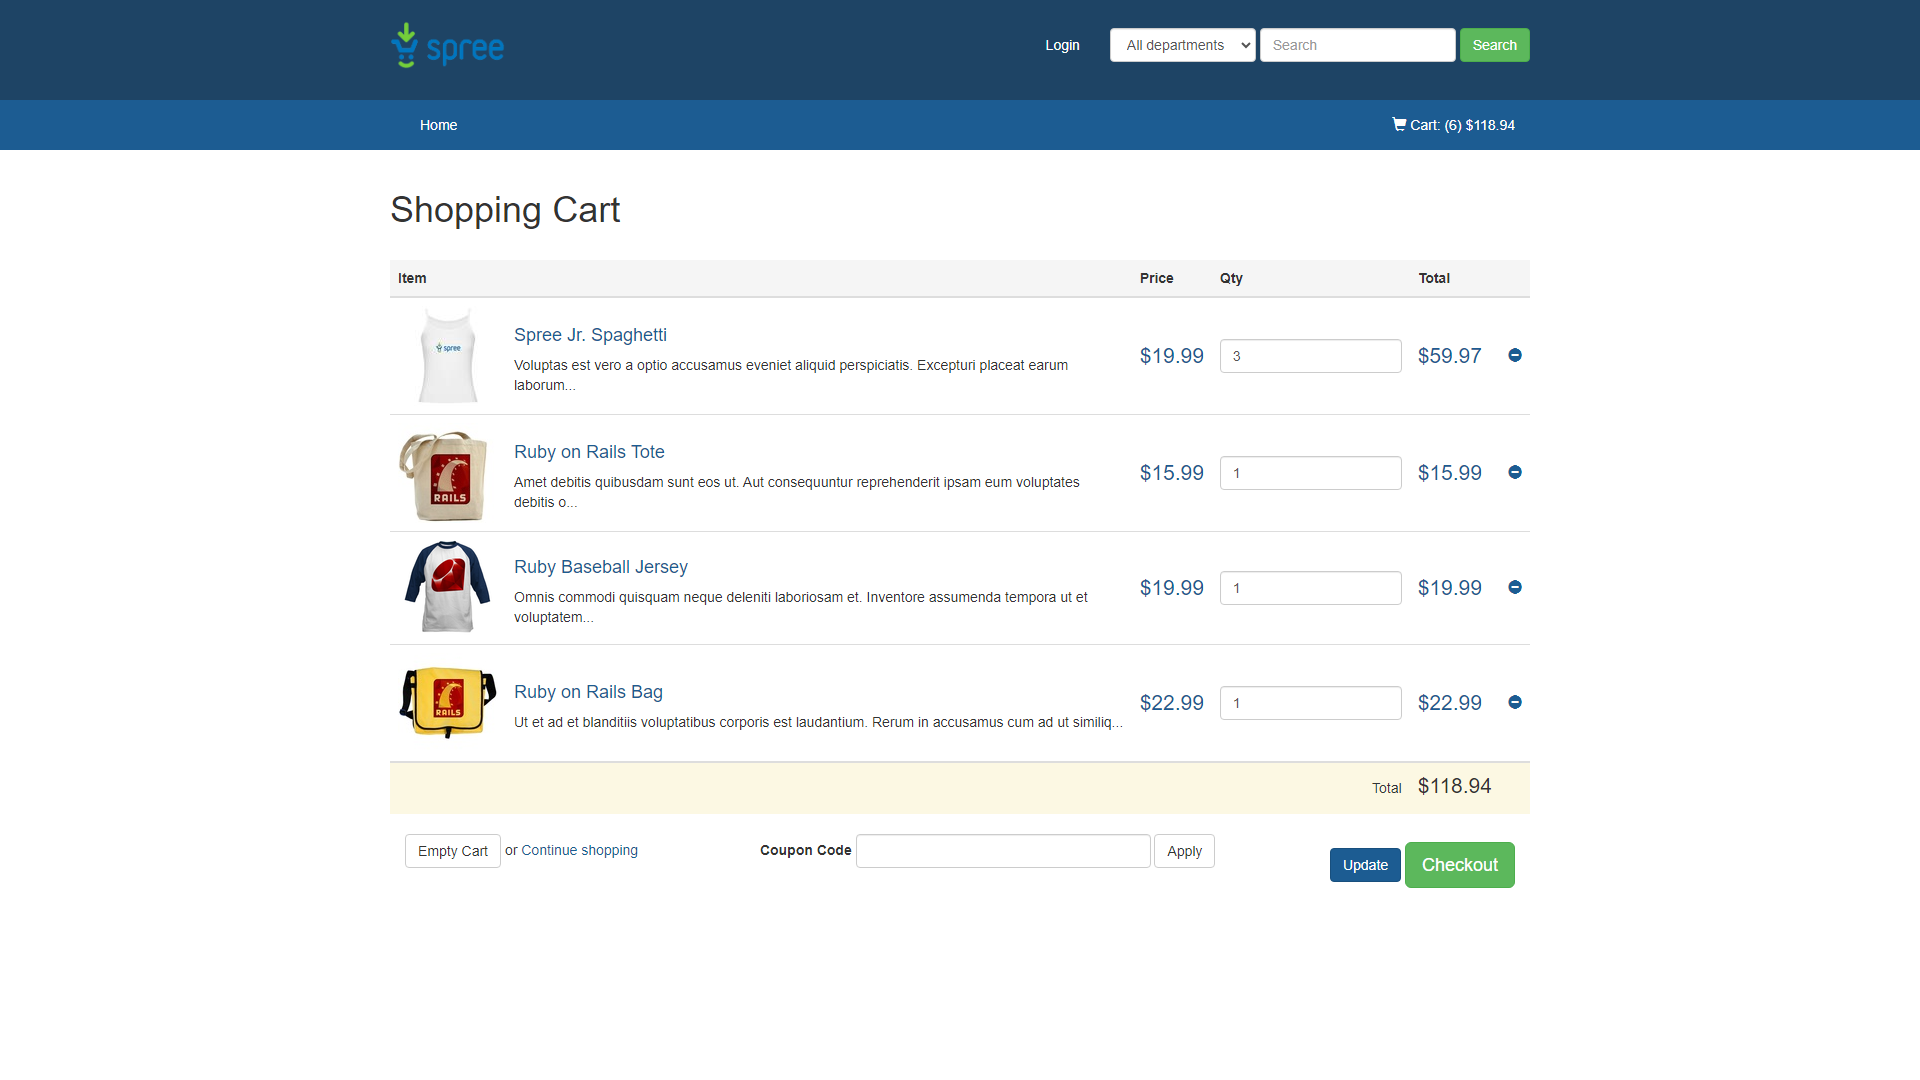 spree
Login
All departments
Search
Search
Home
Cart: (6) $118.94
Shopping Cart
Item Price Qty Total
spree
Spree Jr. Spaghetti
Voluptas est vero a optio accusamus eveniet aliquid perspiciatis. Excepturi placeat earum
laborum...
$19.99 3 $59.97
RAILS
Ruby on Rails Tote
Amet debitis quibusdam sunt eos ut. Aut consequuntur reprehenderit ipsam eum voluptates
debitis o...
$15.99 1 $15.99
Ruby Baseball Jersey
Omnis commodi quisquam neque deleniti laboriosam et. Inventore assumenda tempora ut et
voluptatem...
$19.99 1 $19.99
RAILS
Ruby on Rails Bag
Ut et ad et blanditiis voluptatibus corporis est laudantium. Rerum in accusamus cum ad ut similiq...
$22.99 1 $22.99
Total $118.94
Empty Cart or Continue shopping
Coupon Code Apply
Update Checkout